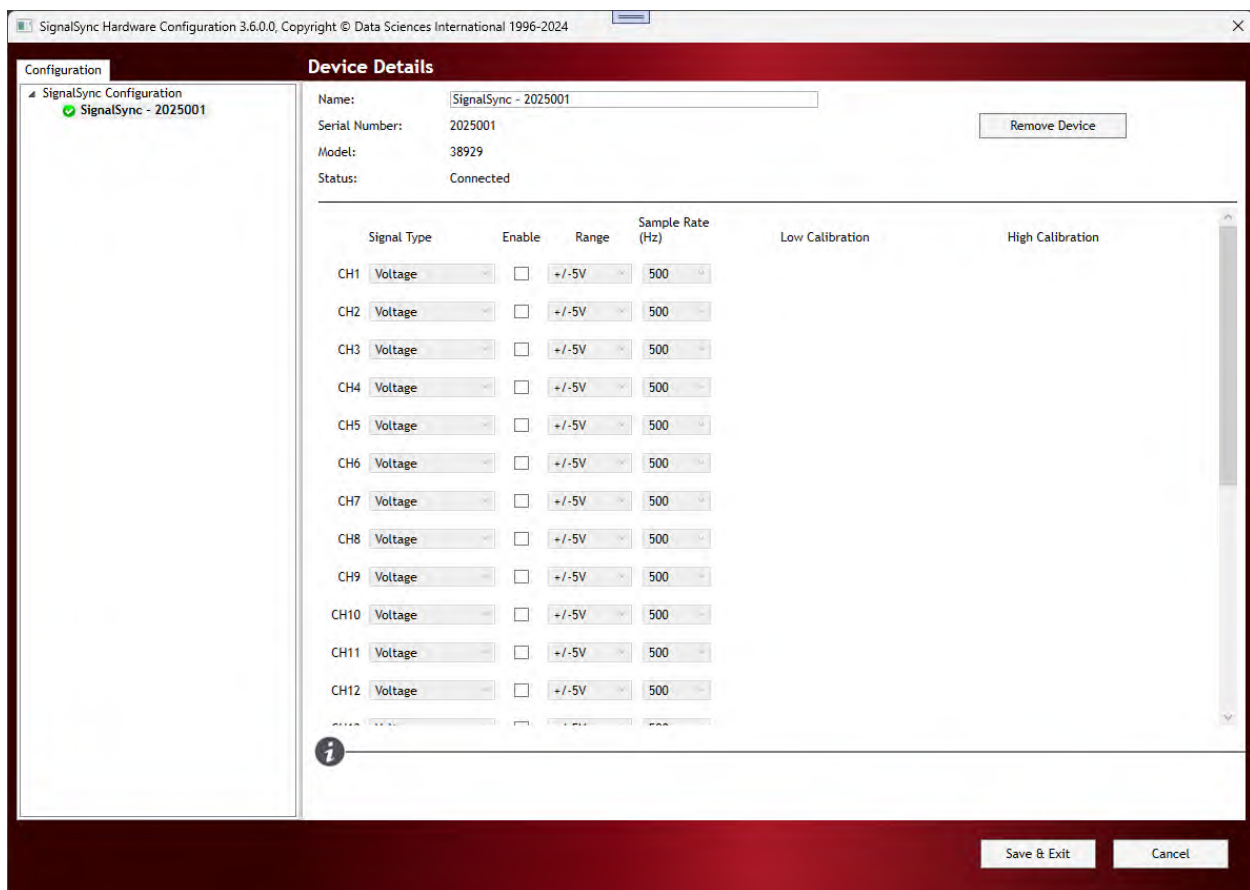 SignalSync Hardware Configuration 3.6.0.0, Copyright © Data Sciences International 1996-2024
Configuration
SignalSync Configuration
SignalSync - 2025001
Device Details
Name: SignalSync - 2025001
Serial Number: 2025001
Remove Device
Model: 38929
Status: Connected
Signal Type Enable Range Sample Rate (Hz) Low Calibration High Calibration
CH1 Voltage +/-5V 500
CH2 Voltage +/-5V 500
CH3 Voltage +/-5V 500
CH4 Voltage +/-5V 500
CH5 Voltage +/-5V 500
CH6 Voltage +/-5V 500
CH7 Voltage +/-5V 500
CH8 Voltage +/-5V 500
CH9 Voltage +/-5V 500
CH10 Voltage +/-5V 500
CH11 Voltage +/-5V 500
CH12 Voltage +/-5V 500
Save & Exit Cancel